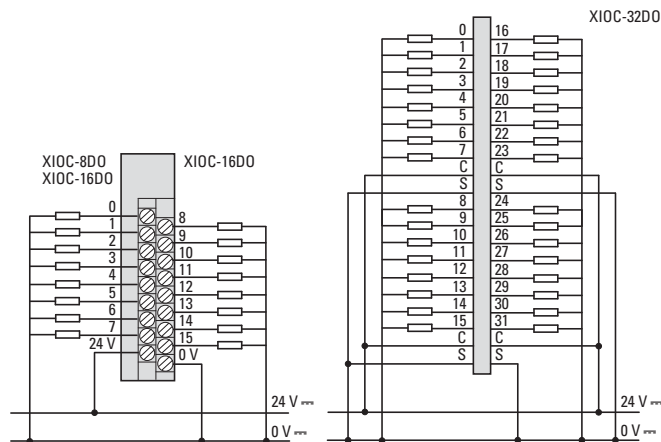 XIOC-32DO
0 16
1 17
2 18
3 19
4 20
5 21
6 22
7 23
C C
S S
8 24
9 25
10 26
11 27
12 28
13 29
14 30
15 31
C C
S S
24 V
0 V
XIOC-8DO XIOC-16DO
XIOC-16DO
0
8
1
9
2
10
3
11
4
12
5
13
6
14
7
15
24 V
0 V
24 V
0 V